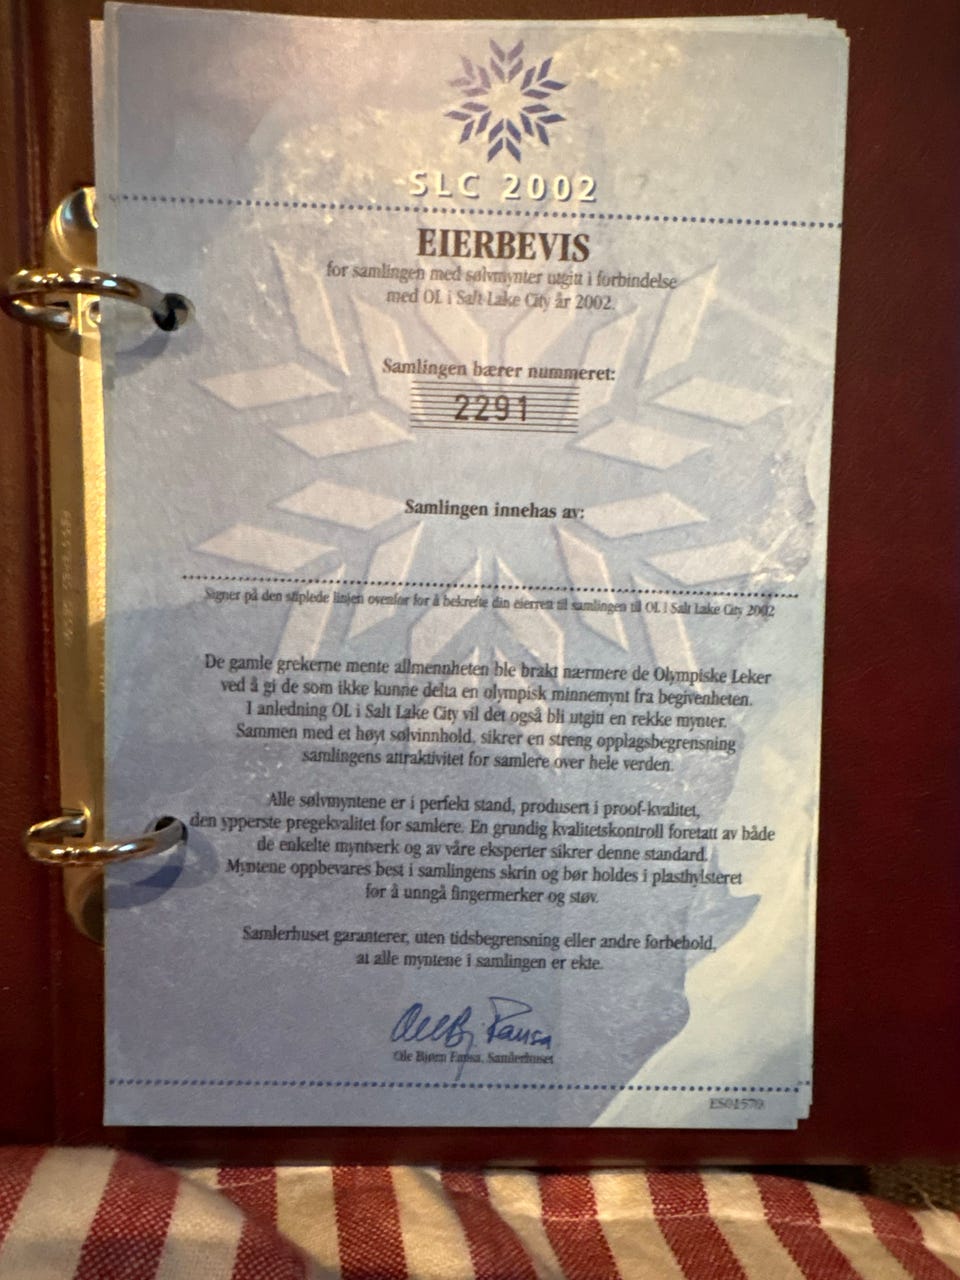 SLC 2002
EIERBEVIS
for samlingen med sølvmynter utgitt i forbindelse
med OL i Salt Lake City år 2002.
Samlingen bærer nummeret:
2291
Samlingen innehas av:
Signer på den stiplede linjen ovenfor for å bekrefte din eierrett til samlingen til OL i Salt Lake City 2002
De gamle grekerne mente allmennheten ble brakt nærmere de Olympiske Leker
ved å gi de som ikke kunne delta en olympisk minnemynt fra begivenheten.
I anledning OL i Salt Lake City vil det også bli utgitt en rekke mynter.
Sammen med et høyt sølvinnhold, sikrer en streng opplagsbegrensning
samlingens attraktivitet for samlere over hele verden.
Alle sølvmyntene er i perfekt stand, produsert i proof-kvalitet,
den ypperste pregekvalitet for samlere. En grundig kvalitetskontroll foretatt av både
de enkelte myntverk og av våre eksperter sikrer denne standard.
Myntene oppbevares best i samlingens skrin og bør holdes i plasthylsteret
for å unngå fingermerker og støv.
Samlerhuset garanterer, uten tidsbegrensning eller andre forbehold,
at alle myntene i samlingen er ekte.
Ole Bjørn Fausa, Samlerhuset